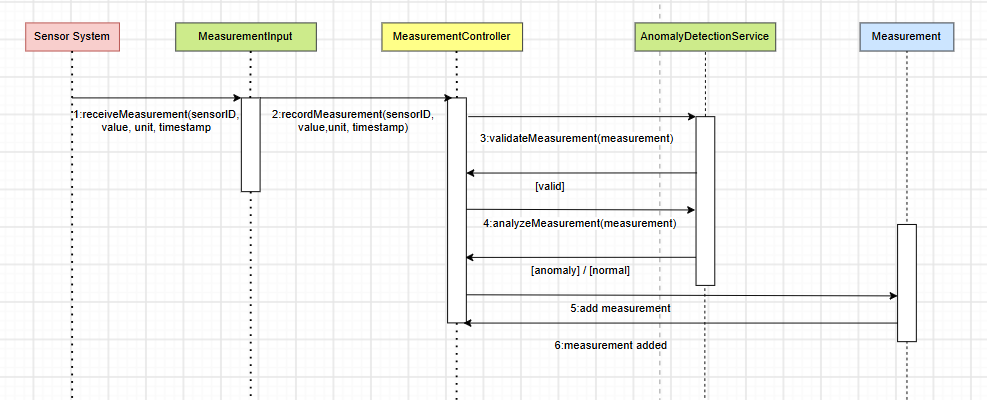 Sensor System
MeasurementInput
MeasurementController
AnomalyDetectionService
Measurement
1:receiveMeasurement(sensorID,
value, unit, timestamp
2:recordMeasurement(sensorID,
value,unit, timestamp)
3:validateMeasurement(measurement)
[valid]
4:analyzeMeasurement(measurement)
[anomaly] / [normal]
5:add measurement
6:measurement added